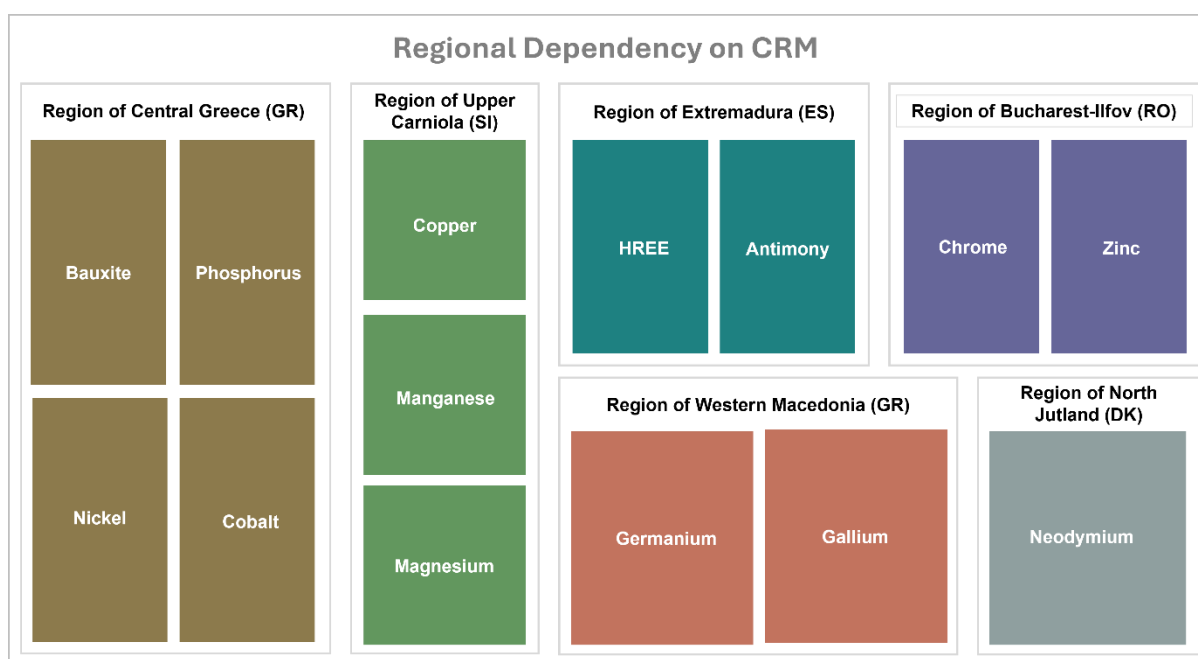 Regional Dependency on CRM
Region of Central Greece (GR)
Bauxite
Phosphorus
Nickel
Cobalt
Region of Upper
Carniola (SI)
Copper
Manganese
Magnesium
Region of Extremadura (ES)
HREE
Antimony
Region of Bucharest-Ilfov (RO)
Chrome
Zinc
Region of Western Macedonia (GR)
Germanium
Gallium
Region of North
Jutland (DK)
Neodymium